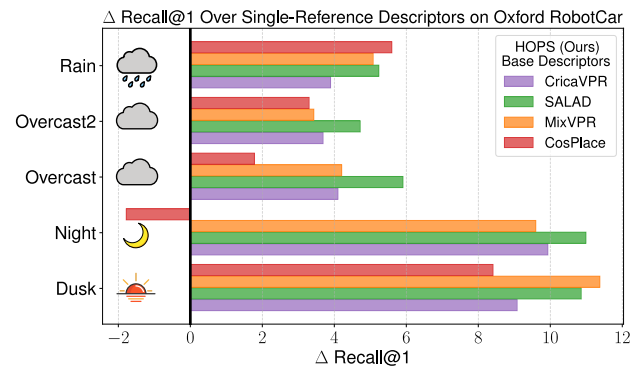 Δ Recall@1 Over Single-Reference Descriptors on Oxford RobotCar
HOPS (Ours)
Base Descriptors
CricaVPR
SALAD
MixVPR
CosPlace
Rain
Overcast2
Overcast
Night
Dusk
−2 0 2 4 6 8 10 12
Δ Recall@1